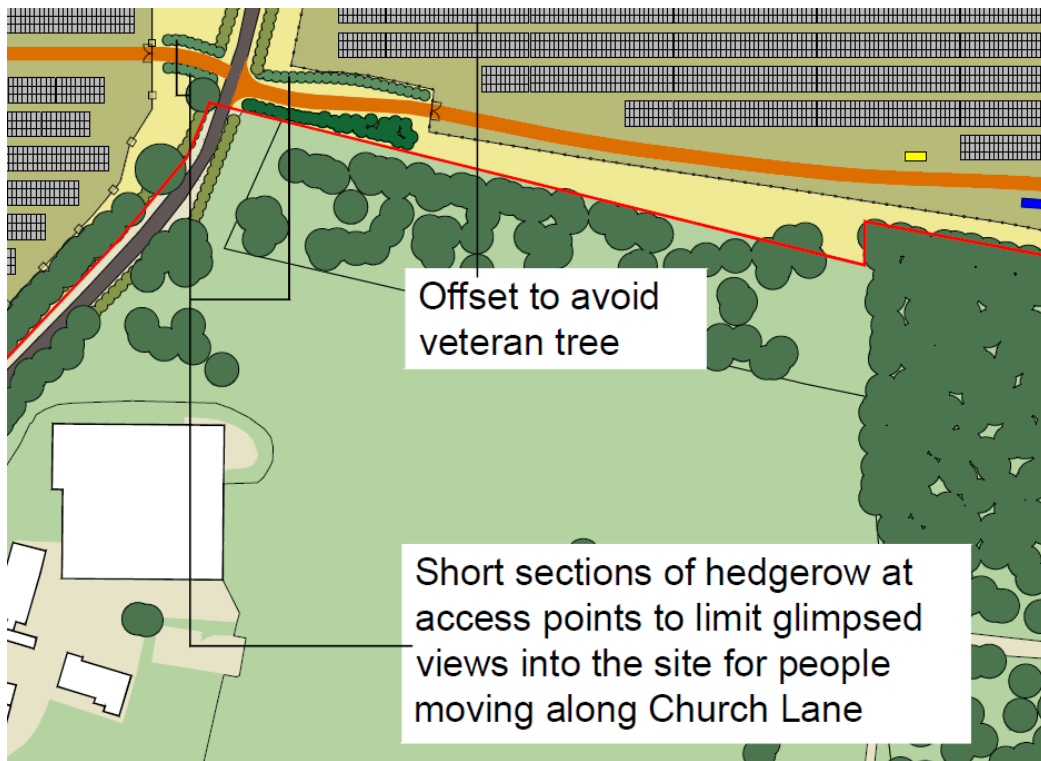 Offset to avoid
veteran tree
Short sections of hedgerow at
access points to limit glimpsed
views into the site for people
moving along Church Lane